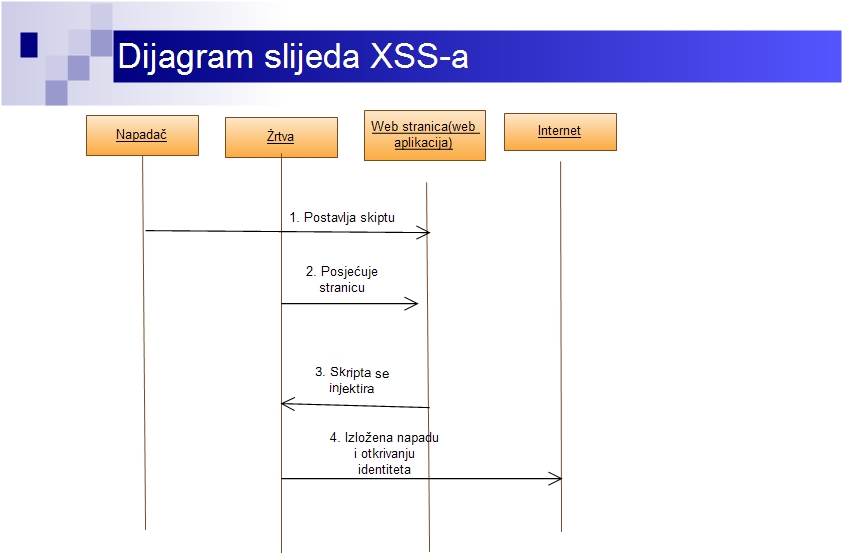 Dijagram slijeda XSS-a
Napadač
Žrtva
Web stranica(web
aplikacija)
Internet
1. Postavlja skiptu
2. Posjećuje
stranicu
3. Skripta se
injektira
4. Izložena napadu
i otkrivanju
identiteta